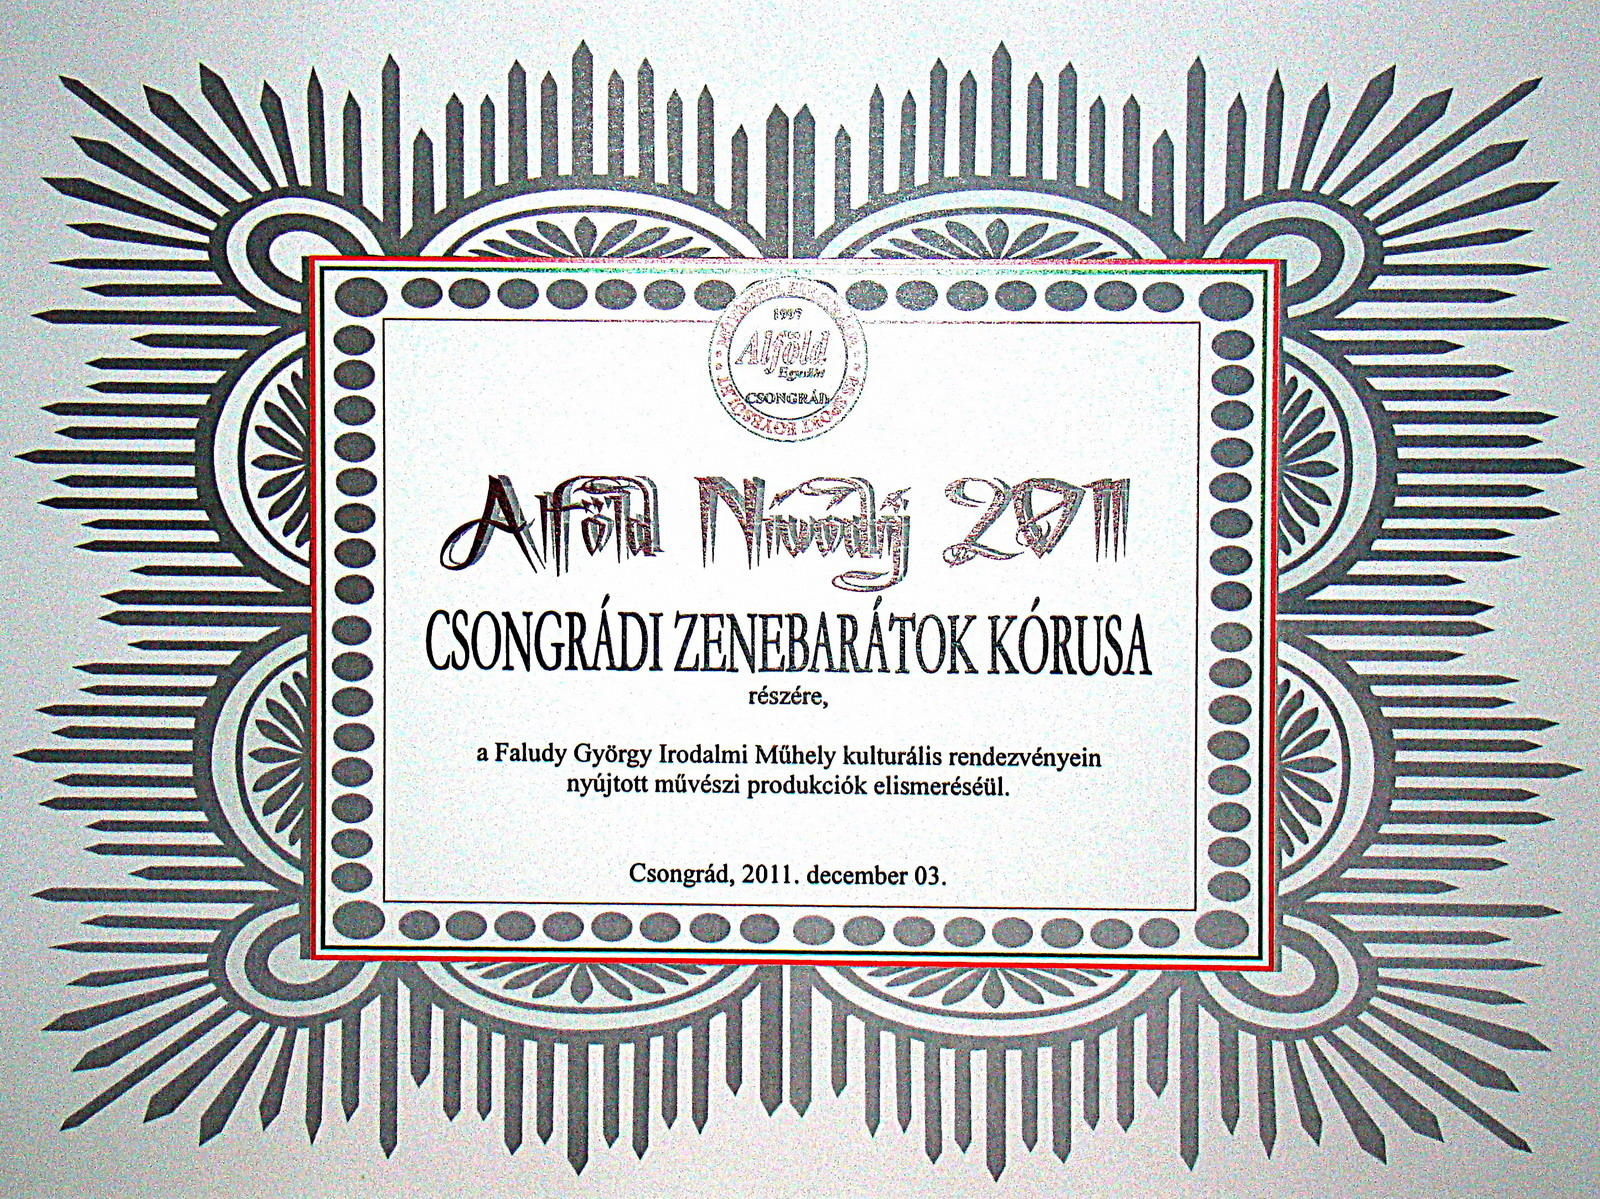 1997
Alföld
Együtt
CSONGRÁD
Alföld Nívódíj 2011
CSONGRÁDI ZENEBARÁTOK KÓRUSA
részére,
a Faludy György Irodalmi Műhely kulturális rendezvényein
nyújtott művészi produkciók elismeréséül.
Csongrád, 2011. december 03.